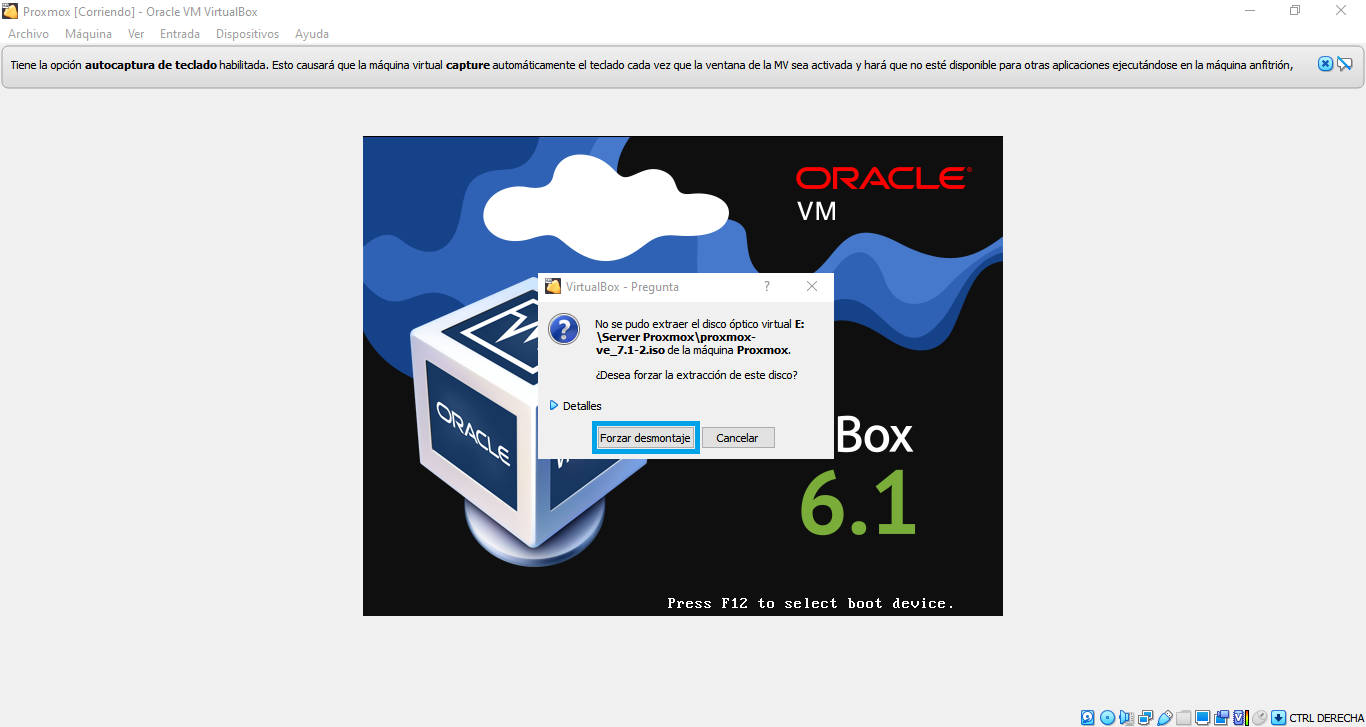 Proxmox [Corriendo] - Oracle VM VirtualBox
Archivo Máquina Ver Entrada Dispositivos Ayuda
Tiene la opción autocaptura de teclado habilitada. Esto causará que la máquina virtual capture automáticamente el teclado cada vez que la ventana de la MV sea activada y hará que no esté disponible para otras aplicaciones ejecutándose en la máquina anfitrión,
ORACLE
VM
VirtualBox - Pregunta
No se pudo extraer el disco óptico virtual E:
\Server Proxmox\proxmox-
ve_7.1-2.iso de la máquina Proxmox.
¿Desea forzar la extracción de este disco?
Detalles
Forzar desmontaje Cancelar
ORACLE
Box
6.1
Press F12 to select boot device.
CTRL DERECHA